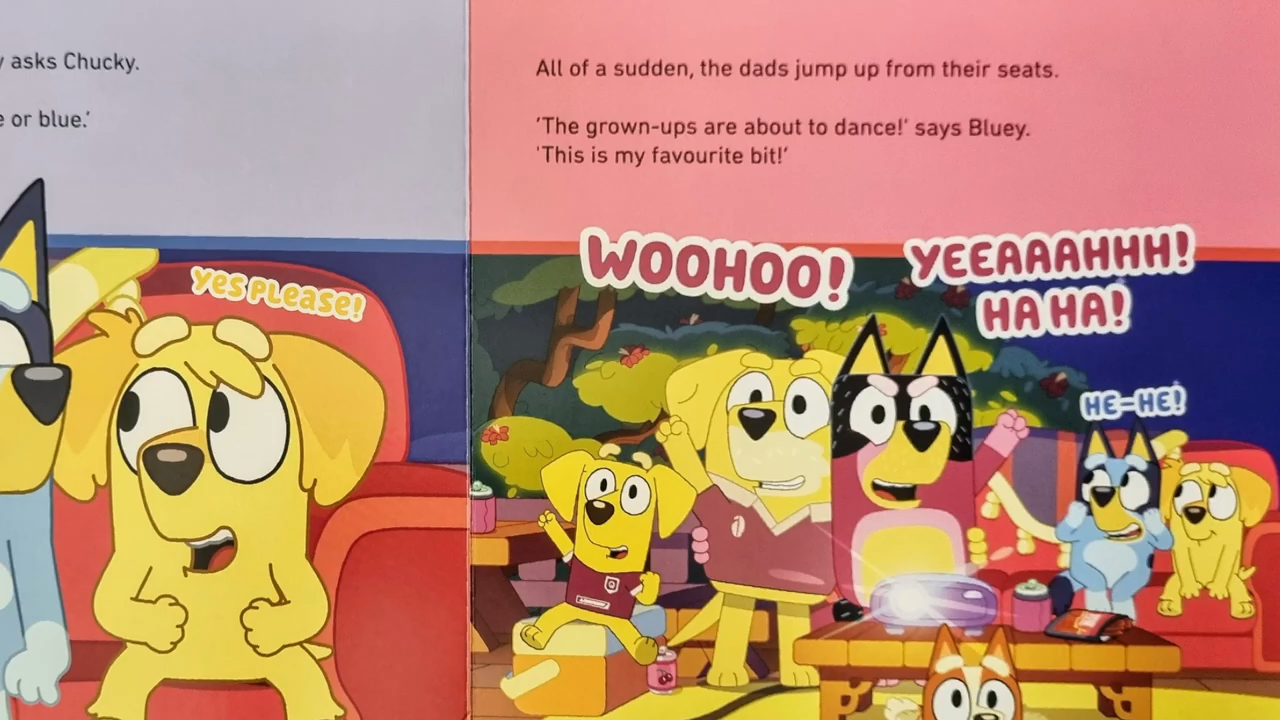 y asks Chucky.
e or blue.'
YES PLEASE!
All of a sudden, the dads jump up from their seats.
'The grown-ups are about to dance!' says Bluey.
'This is my favourite bit!'
WOOHOO!
YEEAAAHHH!
HA HA!
HE-HE!